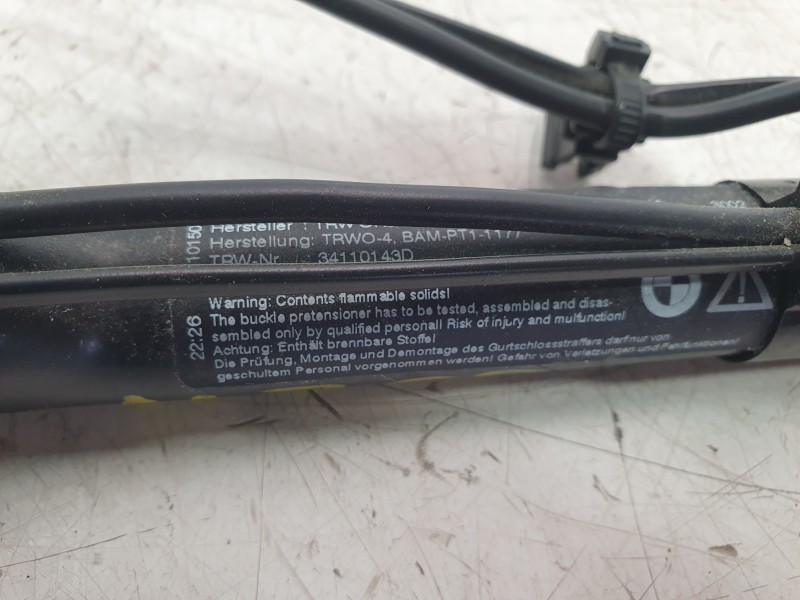 Hersteller : TRW
Herstellung: TRWO-4, BAM-PT1-1177
TRW-Nr. : 34110143D
22:26
Warning: Contents flammable solids!
The buckle pretensioner has to be tested, assembled and disas-
sembled only by qualified personal! Risk of injury and mulfunction!
Achtung: Enthält brennbare Stoffe!
Die Prüfung, Montage und Demontage des Gurtschlossstraffers darf nur von
geschultem Personal vorgenommen werden! Gefahr von Verletzungen und Fehlfunktionen!